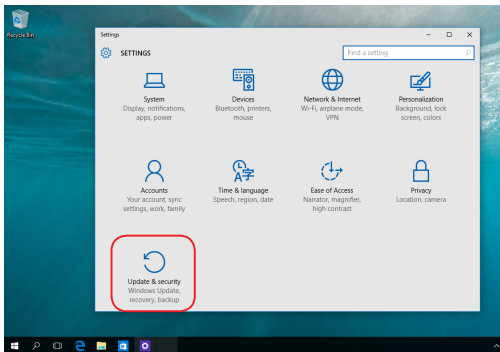 Recycle Bin
Settings
SETTINGS
Find a setting
System
Display, notifications,
apps, power
Devices
Bluetooth, printers,
mouse
Network & Internet
Wi-Fi, airplane mode,
VPN
Personalization
Background, lock
screen, colors
Accounts
Your account, sync
settings, work, family
Time & language
Speech, region, date
Ease of Access
Narrator, magnifier,
high contrast
Privacy
Location, camera
Update & security
Windows Update,
recovery, backup